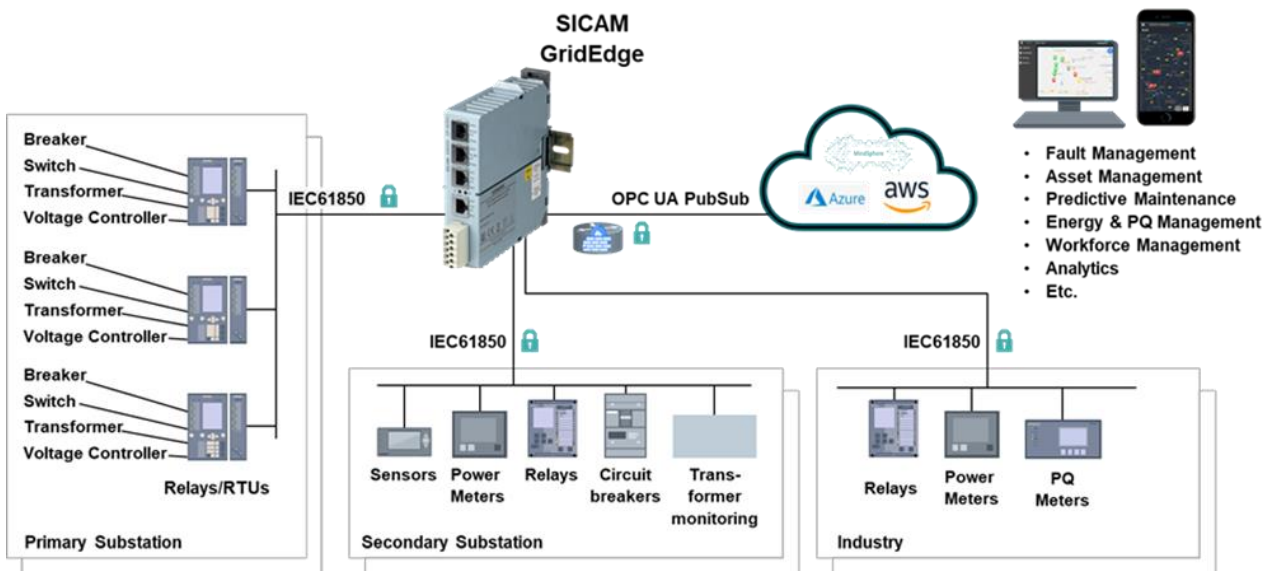 SICAM
GridEdge
Breaker
Switch
Transformer
Voltage Controller
Breaker
Switch
Transformer
Voltage Controller
Breaker
Switch
Transformer
Voltage Controller
Relays/RTUs
Primary Substation
IEC61850
OPC UA PubSub
MindSphere
Azure
aws
• Fault Management
• Asset Management
• Predictive Maintenance
• Energy & PQ Management
• Workforce Management
• Analytics
• Etc.
IEC61850
Sensors
Power
Meters
Relays
Circuit
breakers
Trans-
former
monitoring
Secondary Substation
IEC61850
Relays
Power
Meters
PQ
Meters
Industry